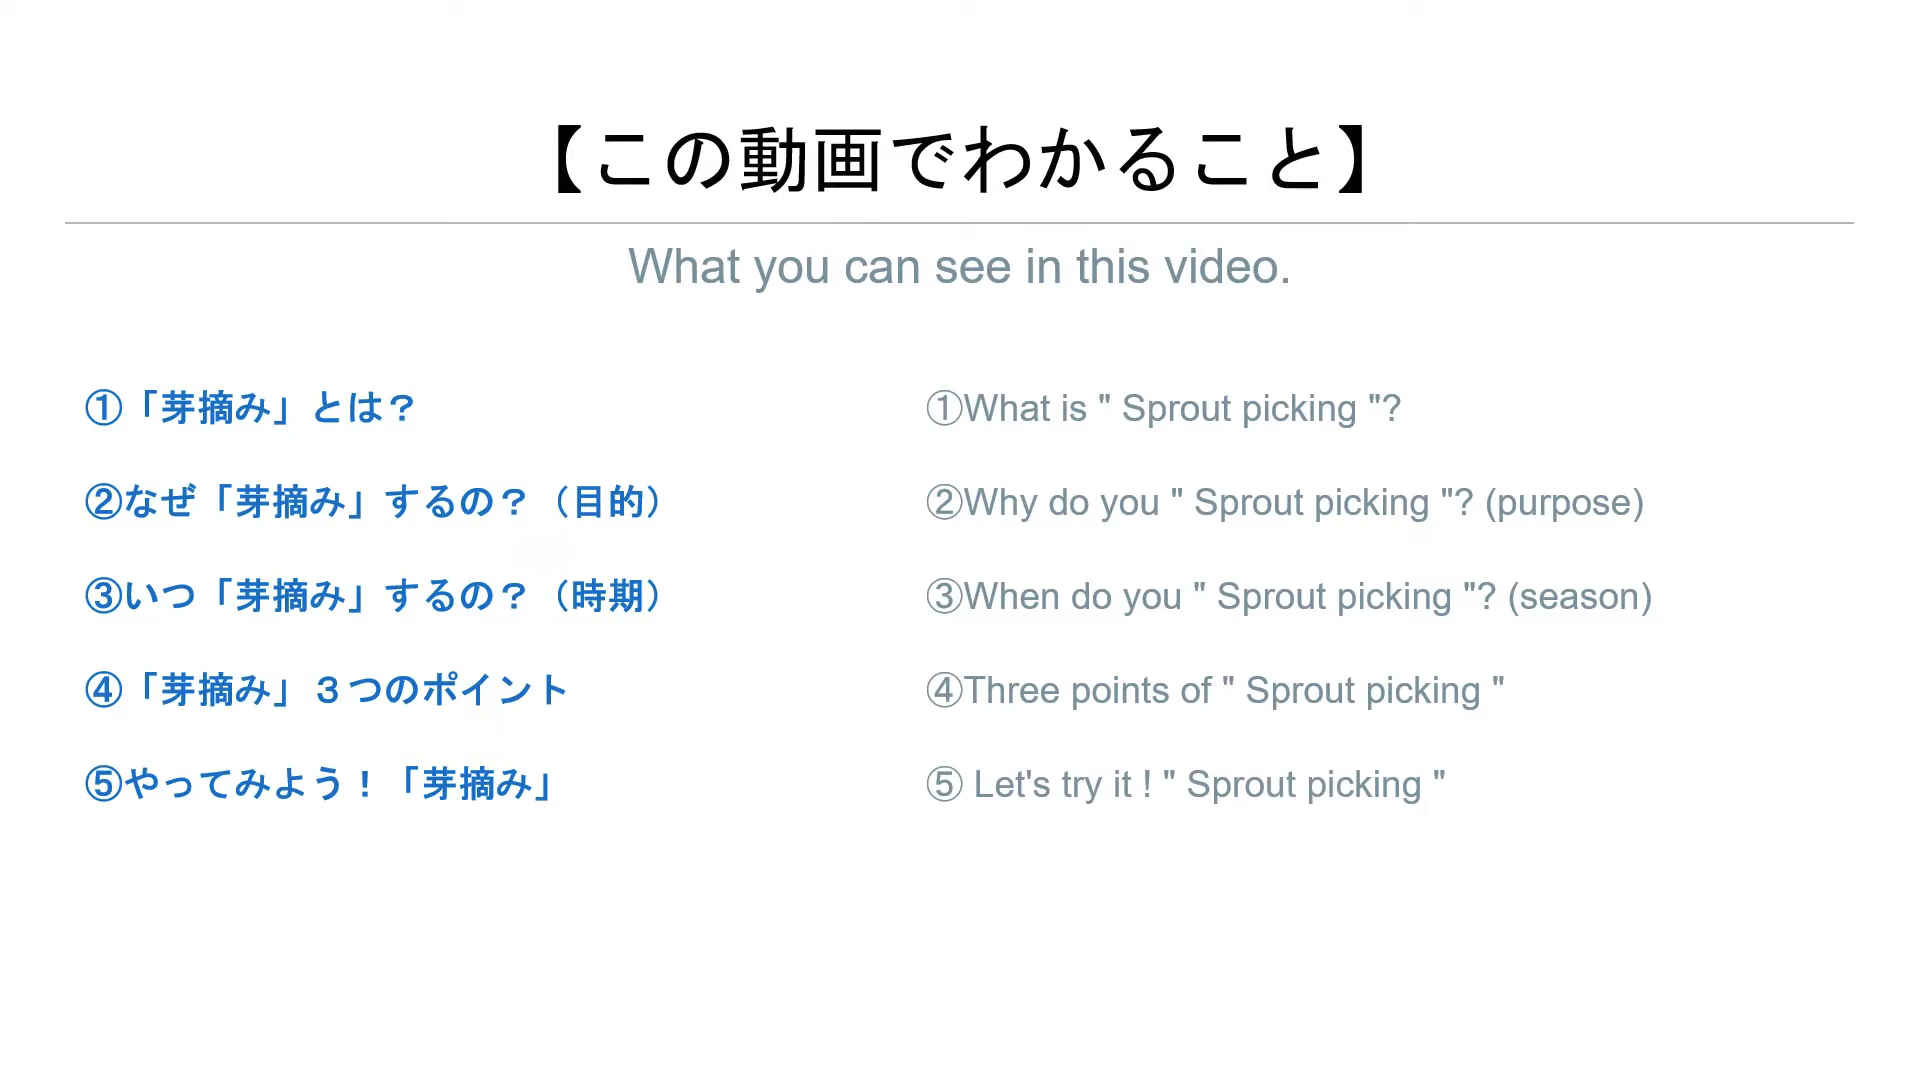 【この動画でわかること】
What you can see in this video.
①「芽摘み」とは？
②なぜ「芽摘み」するの？（目的）
③いつ「芽摘み」するの？（時期）
④「芽摘み」３つのポイント
⑤やってみよう！「芽摘み」
①What is " Sprout picking "?
②Why do you " Sprout picking "? (purpose)
③When do you " Sprout picking "? (season)
④Three points of " Sprout picking "
⑤ Let's try it ! " Sprout picking "